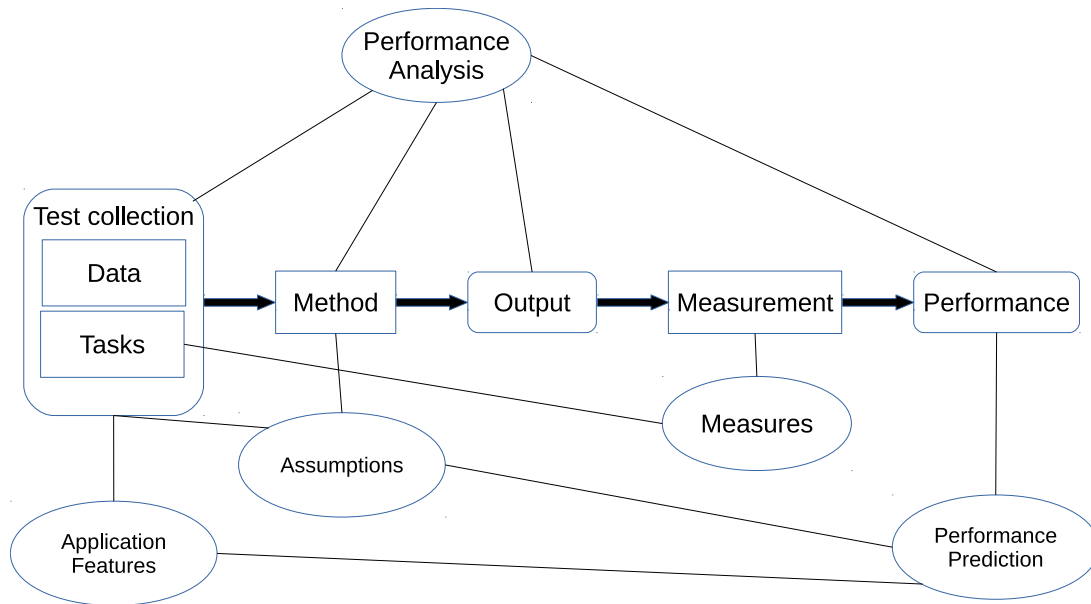 Performance
Analysis
Test collection
Data
Tasks
Method
Output
Measurement
Performance
Measures
Assumptions
Application
Features
Performance
Prediction